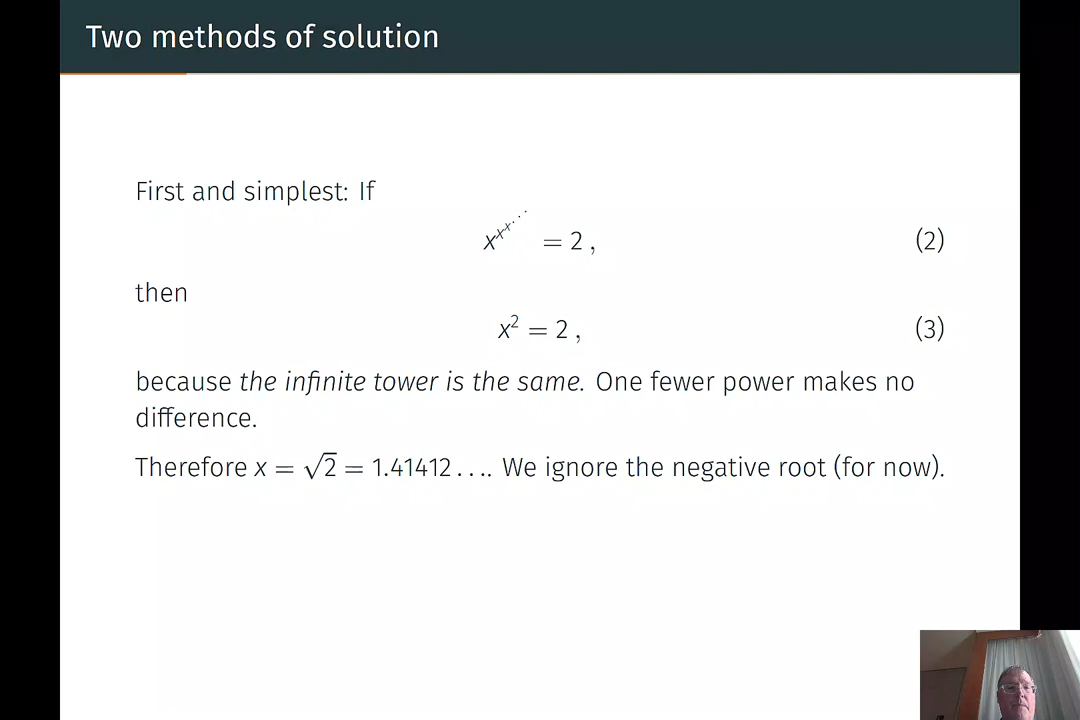 Two methods of solution
First and simplest: If
x^{x^{x^{⋰}}} = 2 , (2)
then
x² = 2 , (3)
because the infinite tower is the same. One fewer power makes no
difference.
Therefore x = √2 = 1.41412 . . . . We ignore the negative root (for now).